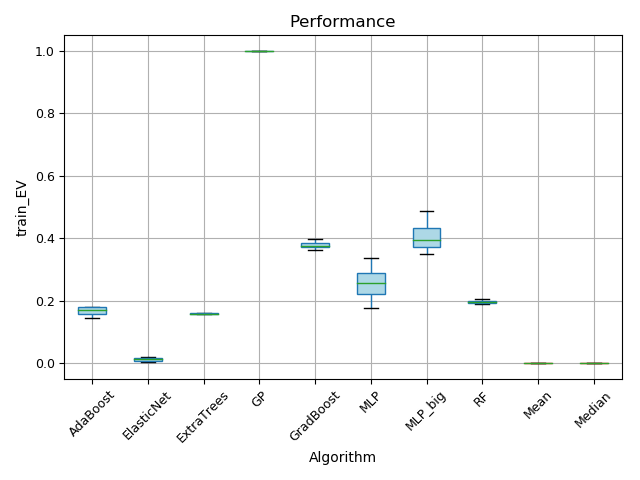 Performance
train_EV
1.0
0.8
0.6
0.4
0.2
0.0
AdaBoost
ElasticNet
ExtraTrees
GP
GradBoost
MLP
MLP_big
RF
Mean
Median
Algorithm